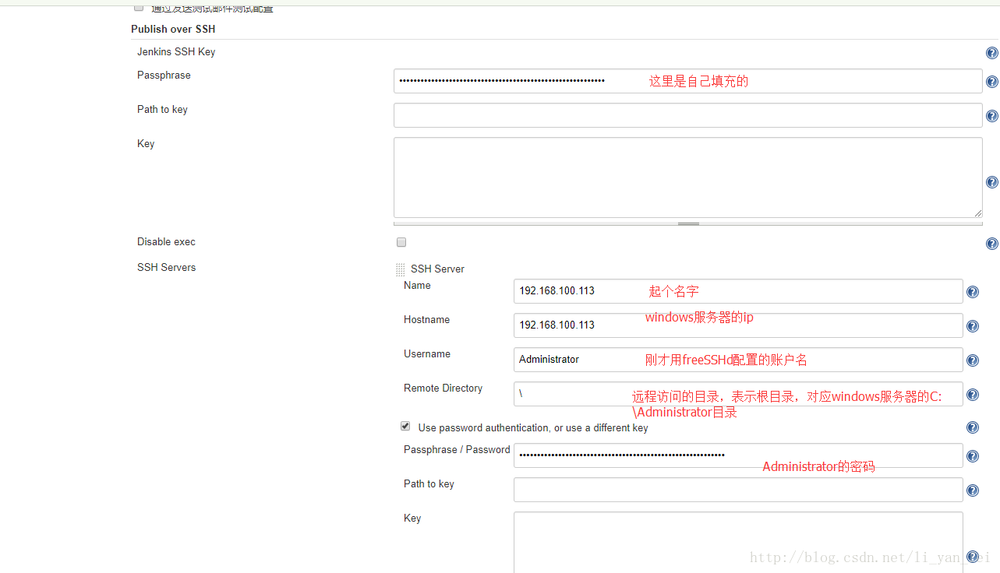 通过发送测试邮件测试配置
Publish over SSH
Jenkins SSH Key
Passphrase
•••••••••••••••••••••••••••••••••••••••••••••••••••••••••• 这里是自己填充的
Path to key
Key
Disable exec
SSH Servers
SSH Server
Name
192.168.100.113 起个名字
Hostname
192.168.100.113 windows服务器的ip
Username
Administrator 刚才用freeSSHd配置的账户名
Remote Directory
\ 远程访问的目录，表示根目录，对应windows服务器的C:
\Administrator目录
Use password authentication, or use a different key
Passphrase / Password
•••••••••••••••••••••••••••••••••••••••••••••••••••••••••• Administrator的密码
Path to key
Key